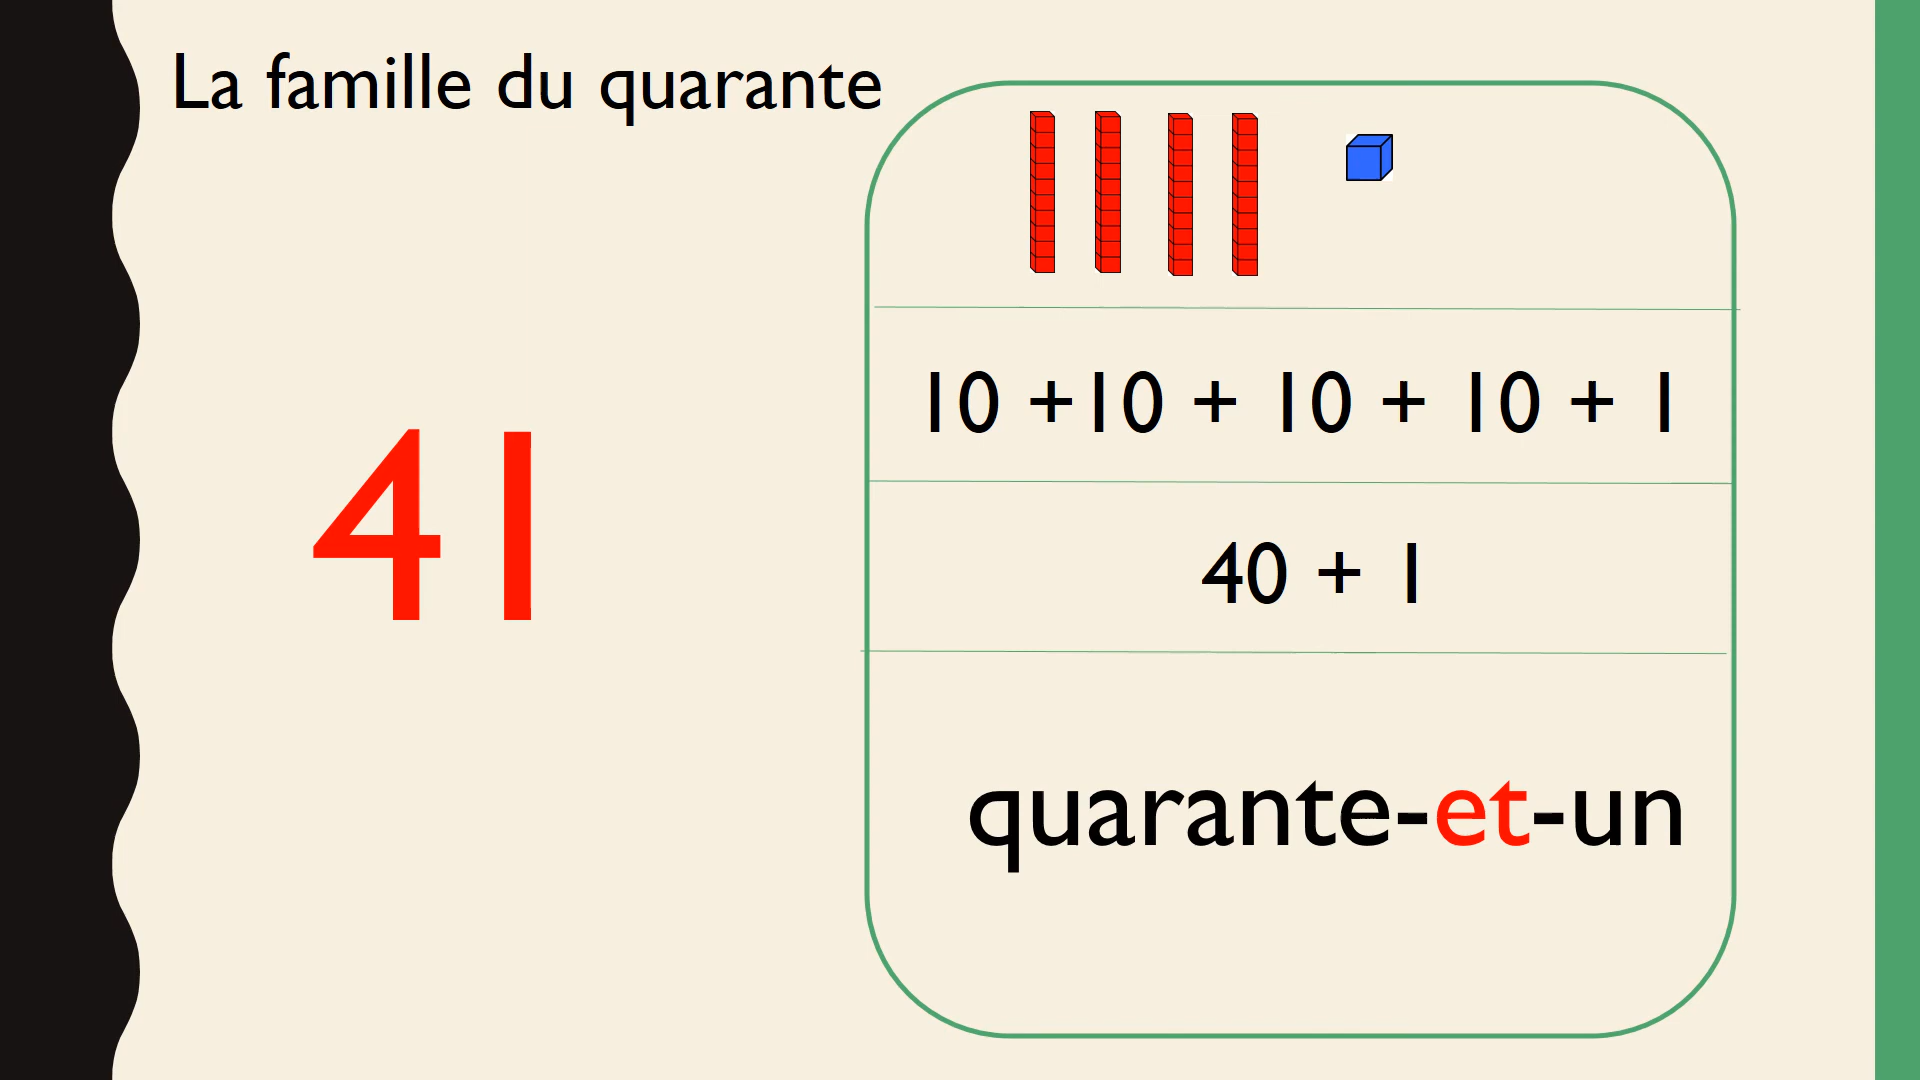 La famille du quarante
41
10 +10 + 10 + 10 + 1
40 + 1
quarante-et-un